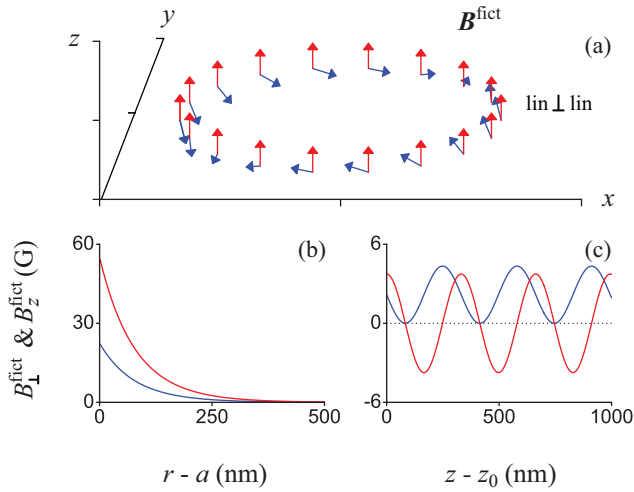 y
z
B^fict
(a)
lin ⊥ lin
x
B⊥^fict & Bz^fict (G)
60
(b)
30
0
0
250
500
r - a (nm)
6
(c)
0
-6
0
500
1000
z - z0 (nm)